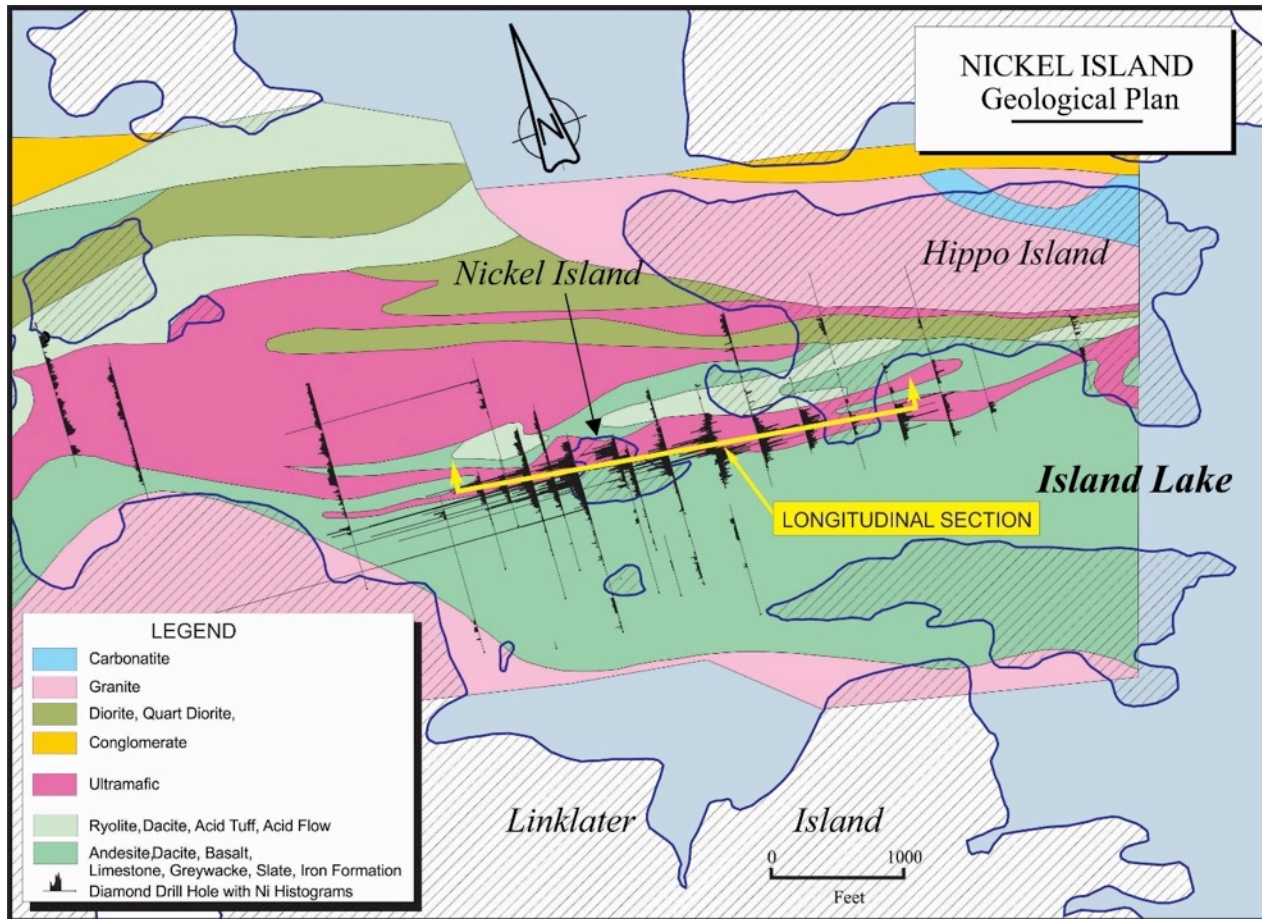 NICKEL ISLAND
Geological Plan
N
Hippo Island
Nickel Island
Island Lake
LONGITUDINAL SECTION
LEGEND
Carbonatite
Granite
Diorite, Quart Diorite,
Conglomerate
Ultramafic
Ryolite,Dacite, Acid Tuff, Acid Flow
Andesite,Dacite, Basalt,
Limestone, Greywacke, Slate, Iron Formation
Diamond Drill Hole with Ni Histograms
Linklater Island
0 1000
Feet